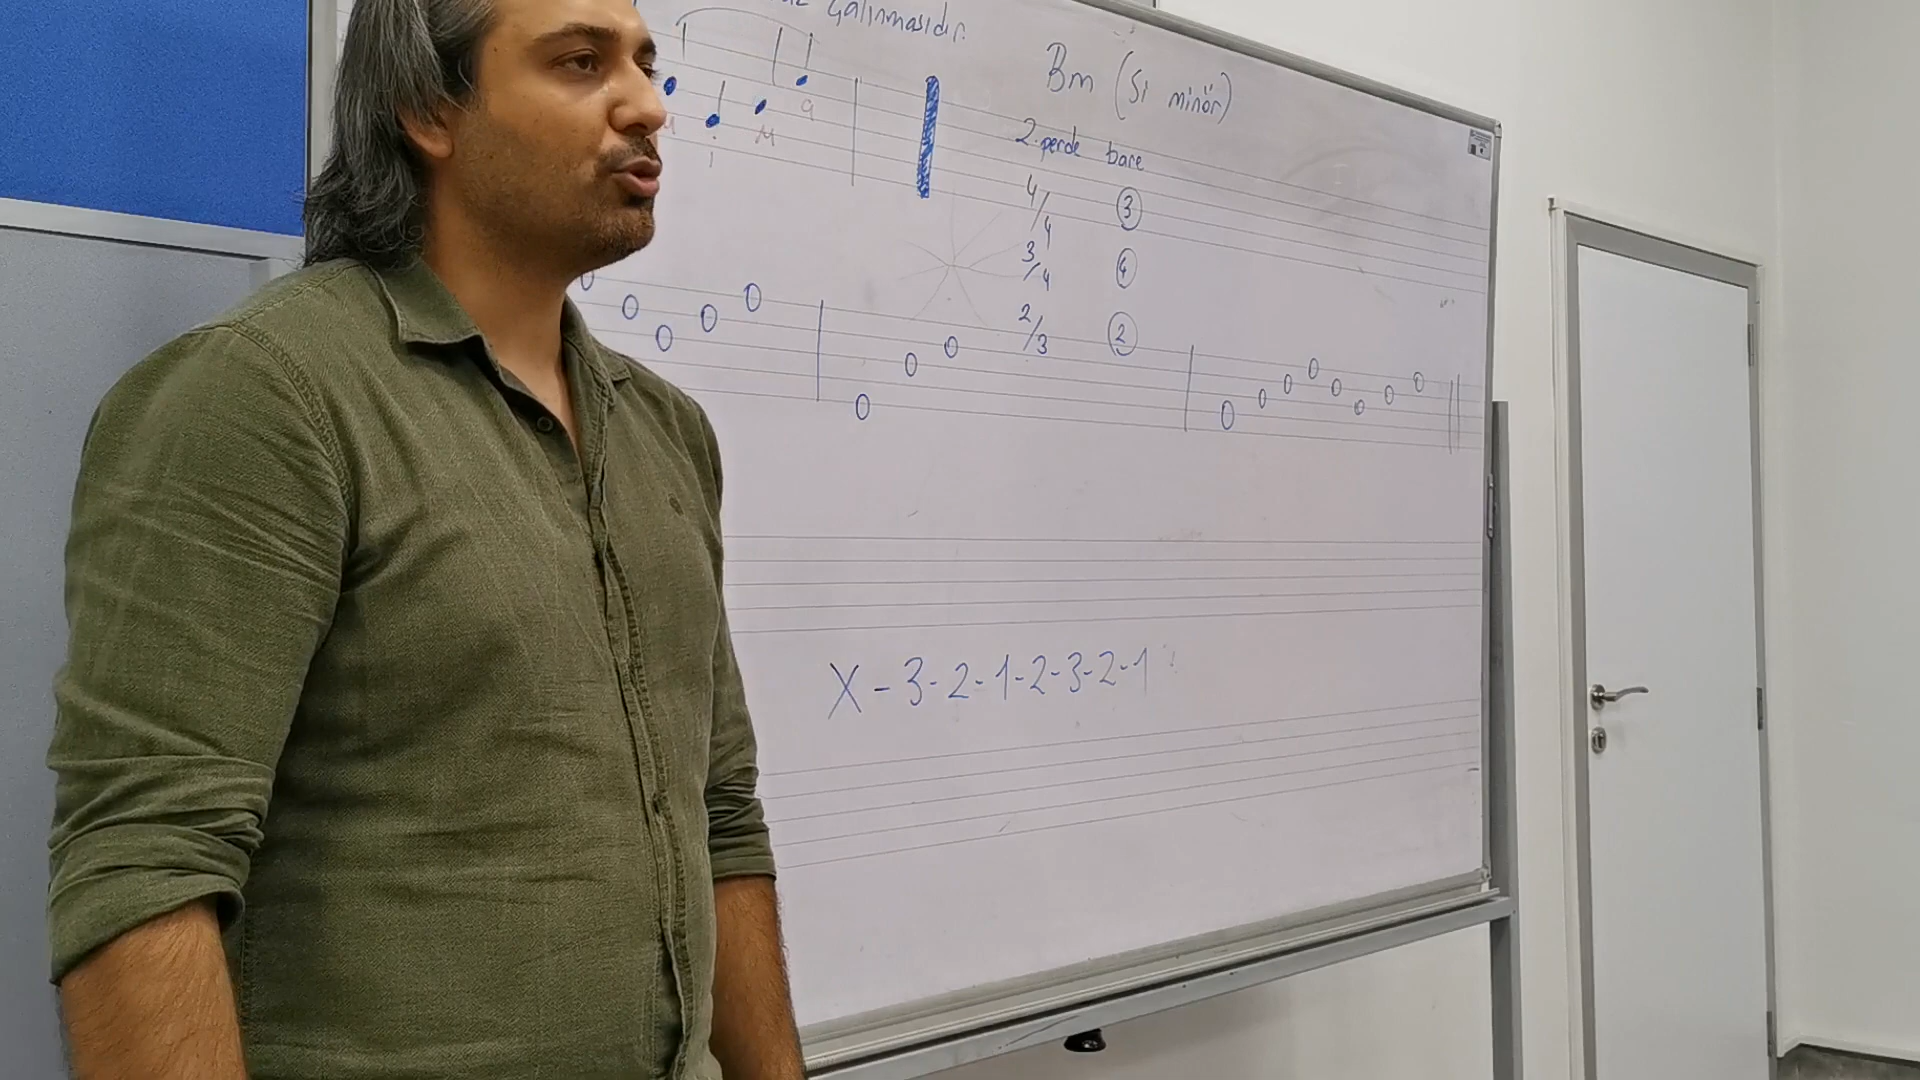 çalınmasıdır.
Bm (Si minör)
2. perde bare
4/4 ③
3/4 ④
2/3 ②
M i M a
X - 3 - 2 - 1 - 2 - 3 - 2 - 1